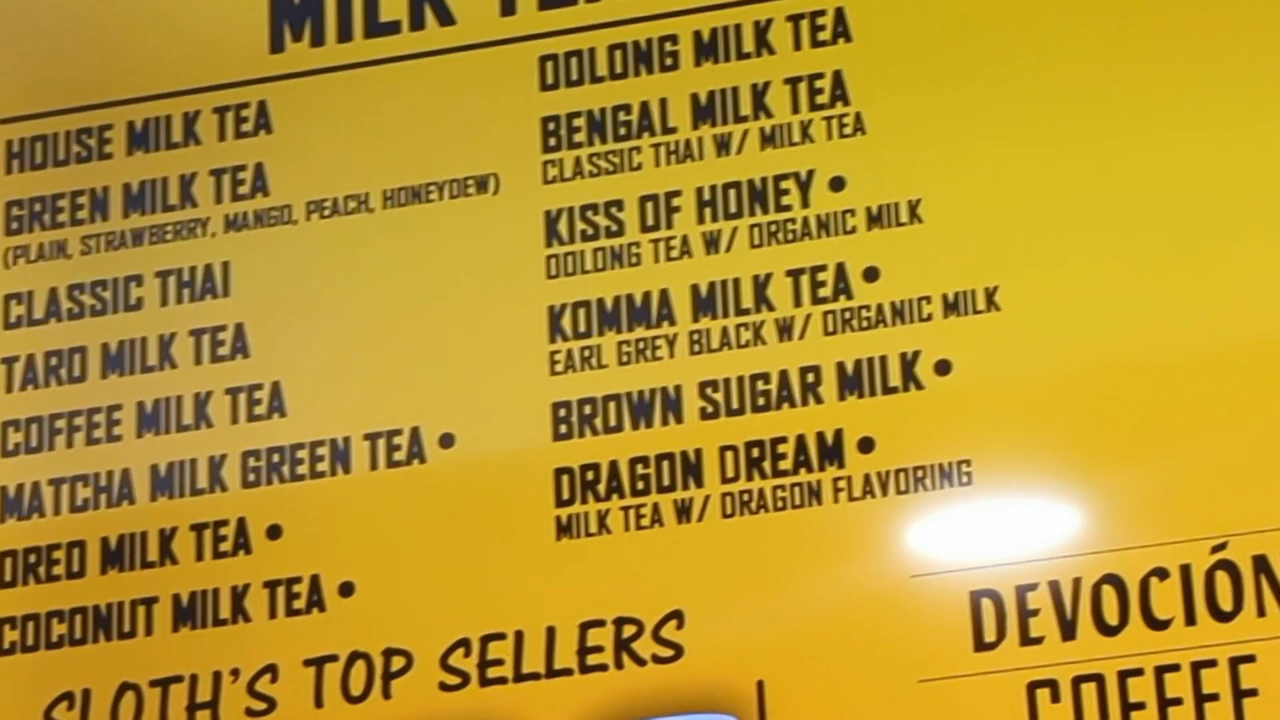 MILK TEA
HOUSE MILK TEA
GREEN MILK TEA
(PLAIN, STRAWBERRY, MANGO, PEACH, HONEYDEW)
CLASSIC THAI
TARO MILK TEA
COFFEE MILK TEA
MATCHA MILK GREEN TEA •
OREO MILK TEA •
COCONUT MILK TEA •
OOLONG MILK TEA
BENGAL MILK TEA
CLASSIC THAI W/ MILK TEA
KISS OF HONEY •
OOLONG TEA W/ ORGANIC MILK
KOMMA MILK TEA •
EARL GREY BLACK W/ ORGANIC MILK
BROWN SUGAR MILK •
DRAGON DREAM •
MILK TEA W/ DRAGON FLAVORING
SLOTH'S TOP SELLERS
DEVOCIÓN
COFFEE